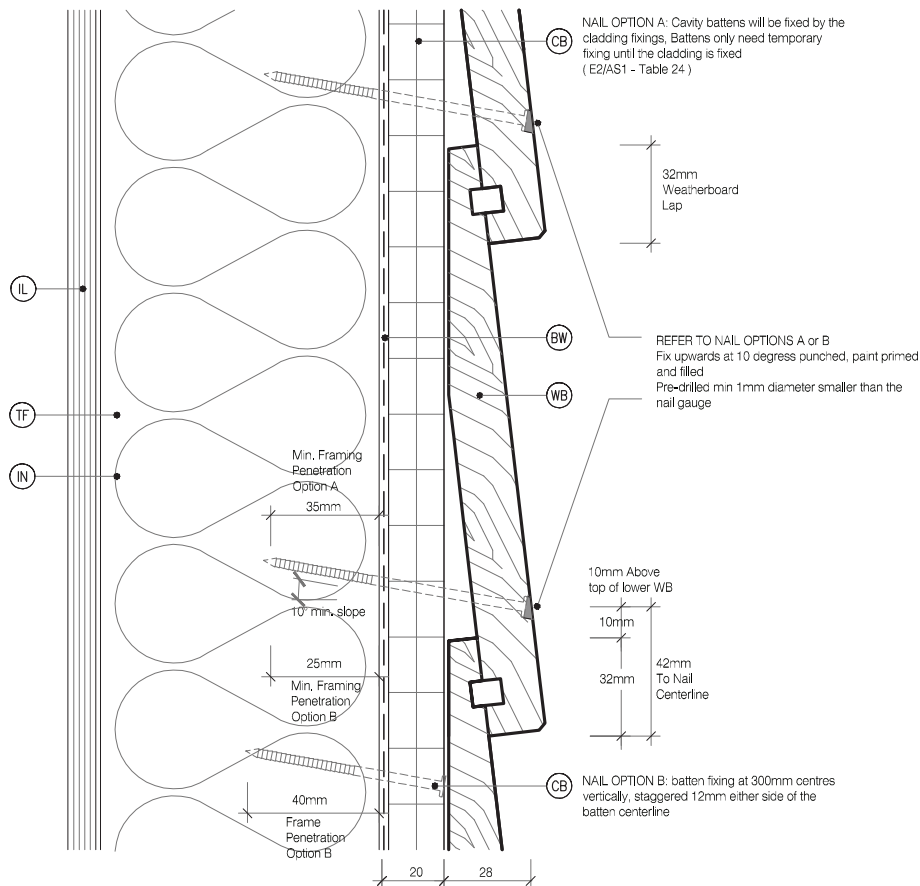 NAIL OPTION A: Cavity battens will be fixed by the
cladding fixings, Battens only need temporary
fixing until the cladding is fixed
( E2/AS1 - Table 24 )
CB
32mm
Weatherboard
Lap
IL
BW
REFER TO NAIL OPTIONS A or B
Fix upwards at 10 degress punched, paint primed
and filled
Pre-drilled min 1mm diameter smaller than the
nail gauge
WB
TF
IN
Min. Framing
Penetration
Option A
35mm
10° min. slope
10mm Above
top of lower WB
10mm
32mm
42mm
To Nail
Centerline
25mm
Min. Framing
Penetration
Option B
CB
NAIL OPTION B: batten fixing at 300mm centres
vertically, staggered 12mm either side of the
batten centerline
40mm
Frame
Penetration
Option B
20
28